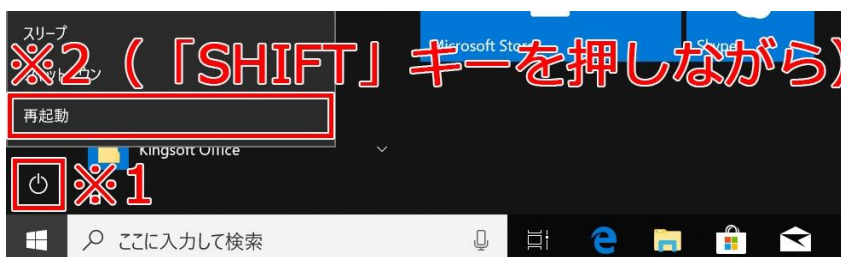 スリープ
Microsoft Store
Skype
※2（「SHIFT」キーを押しながら）
再起動
Kingsoft Office
※1
ここに入力して検索